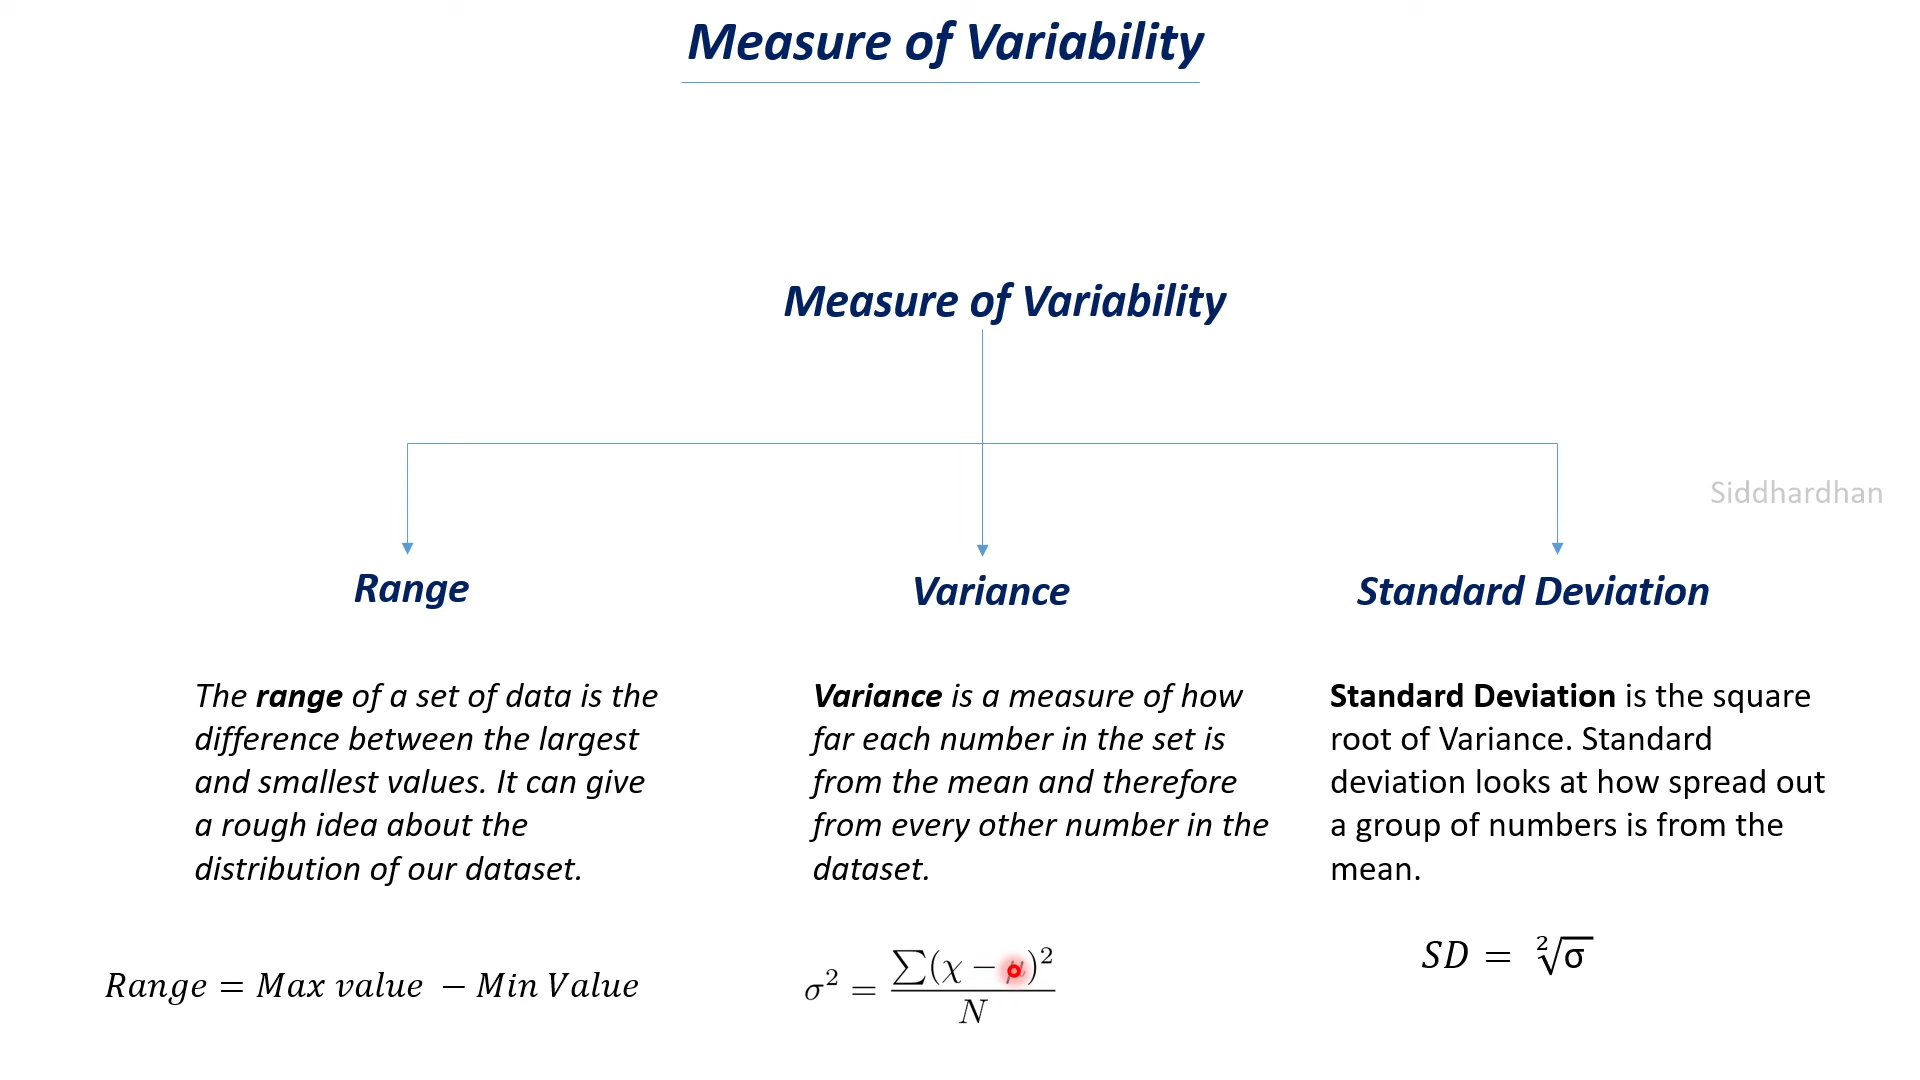 Measure of Variability
Measure of Variability
Siddhardhan
Range
The range of a set of data is the
difference between the largest
and smallest values. It can give
a rough idea about the
distribution of our dataset.
Range = Max value − Min Value
Variance
Variance is a measure of how
far each number in the set is
from the mean and therefore
from every other number in the
dataset.
σ² = ∑(χ − μ)² / N
Standard Deviation
Standard Deviation is the square
root of Variance. Standard
deviation looks at how spread out
a group of numbers is from the
mean.
SD = ²√σ